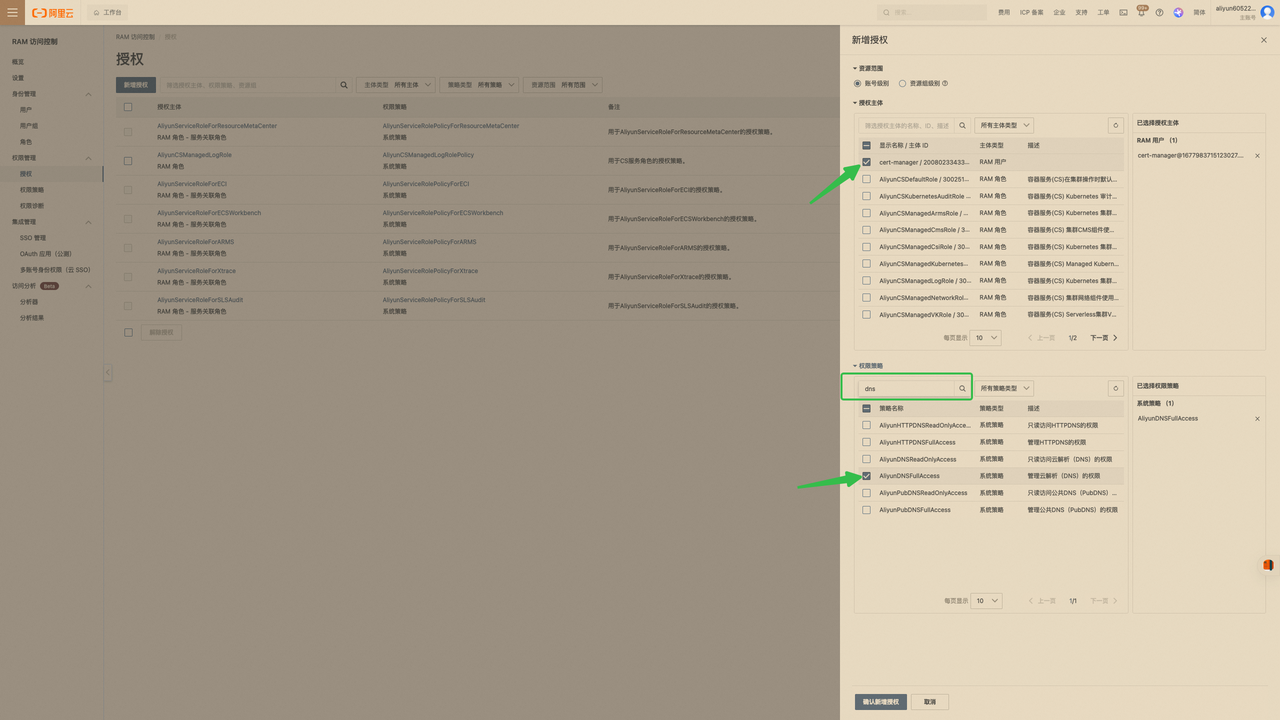 阿里云
工作台
搜索...
费用
ICP 备案
企业
支持
工单
99+
简体
aliyun60522...
主账号
RAM 访问控制
概览
设置
身份管理
用户
用户组
角色
权限管理
授权
权限策略
权限诊断
集成管理
SSO 管理
OAuth 应用（公测）
多账号身份权限（云 SSO）
访问分析 Beta
分析器
分析结果
RAM 访问控制 / 授权
授权
新增授权
筛选授权主体，权限策略，资源组
主体类型 所有主体
策略类型 所有策略
资源范围 所有范围
授权主体 权限策略 备注
AliyunServiceRoleForResourceMetaCenter
RAM 角色 - 服务关联角色
AliyunServiceRolePolicyForResourceMetaCenter
系统策略
用于AliyunServiceRoleForResourceMetaCenter的授权策略。
AliyunCSManagedLogRole
RAM 角色
AliyunCSManagedLogRolePolicy
系统策略
用于CS服务角色的授权策略。
AliyunServiceRoleForECI
RAM 角色 - 服务关联角色
AliyunServiceRolePolicyForECI
系统策略
用于AliyunServiceRoleForECI的授权策略。
AliyunServiceRoleForECSWorkbench
RAM 角色 - 服务关联角色
AliyunServiceRolePolicyForECSWorkbench
系统策略
用于AliyunServiceRoleForECSWorkbench的授权策略。
AliyunServiceRoleForARMS
RAM 角色 - 服务关联角色
AliyunServiceRolePolicyForARMS
系统策略
用于AliyunServiceRoleForARMS的授权策略。
AliyunServiceRoleForXtrace
RAM 角色 - 服务关联角色
AliyunServiceRolePolicyForXtrace
系统策略
用于AliyunServiceRoleForXtrace的授权策略。
AliyunServiceRoleForSLSAudit
RAM 角色 - 服务关联角色
AliyunServiceRolePolicyForSLSAudit
系统策略
用于AliyunServiceRoleForSLSAudit的授权策略。
解除授权
新增授权
资源范围
账号级别 资源组级别
授权主体
筛选授权主体的名称、ID、描述
所有主体类型
显示名称 / 主体 ID 主体类型 描述
cert-manager / 20080233433... RAM 用户
AliyunCSDefaultRole / 300251... RAM 角色 容器服务(CS)在集群操作时默认...
AliyunCSKubernetesAuditRole ... RAM 角色 容器服务(CS) Kubernetes 审计...
AliyunCSManagedArmsRole / ... RAM 角色 容器服务(CS) Kubernetes 集群...
AliyunCSManagedCmsRole / 3... RAM 角色 容器服务(CS) 集群CMS组件使...
AliyunCSManagedCsiRole / 30... RAM 角色 容器服务(CS) Kubernetes 集群...
AliyunCSManagedKubernetes... RAM 角色 容器服务(CS) Managed Kubern...
AliyunCSManagedLogRole / 30... RAM 角色 容器服务(CS) Kubernetes 集群...
AliyunCSManagedNetworkRol... RAM 角色 容器服务(CS) 集群网络组件使用...
AliyunCSManagedVKRole / 30... RAM 角色 容器服务(CS) Serverless集群V...
每页显示 10 上一页 1/2 下一页
已选择授权主体
RAM 用户 （1）
cert-manager@1677983715123027....
权限策略
dns
所有策略类型
策略名称 策略类型 描述
AliyunHTTPDNSReadOnlyAcce... 系统策略 只读访问HTTPDNS的权限
AliyunHTTPDNSFullAccess 系统策略 管理HTTPDNS的权限
AliyunDNSReadOnlyAccess 系统策略 只读访问云解析（DNS）的权限
AliyunDNSFullAccess 系统策略 管理云解析（DNS）的权限
AliyunPubDNSReadOnlyAccess 系统策略 只读访问公共DNS（PubDNS）...
AliyunPubDNSFullAccess 系统策略 管理公共DNS（PubDNS）的权限
每页显示 10 上一页 1/1 下一页
已选择权限策略
系统策略 （1）
AliyunDNSFullAccess
确认新增授权 取消